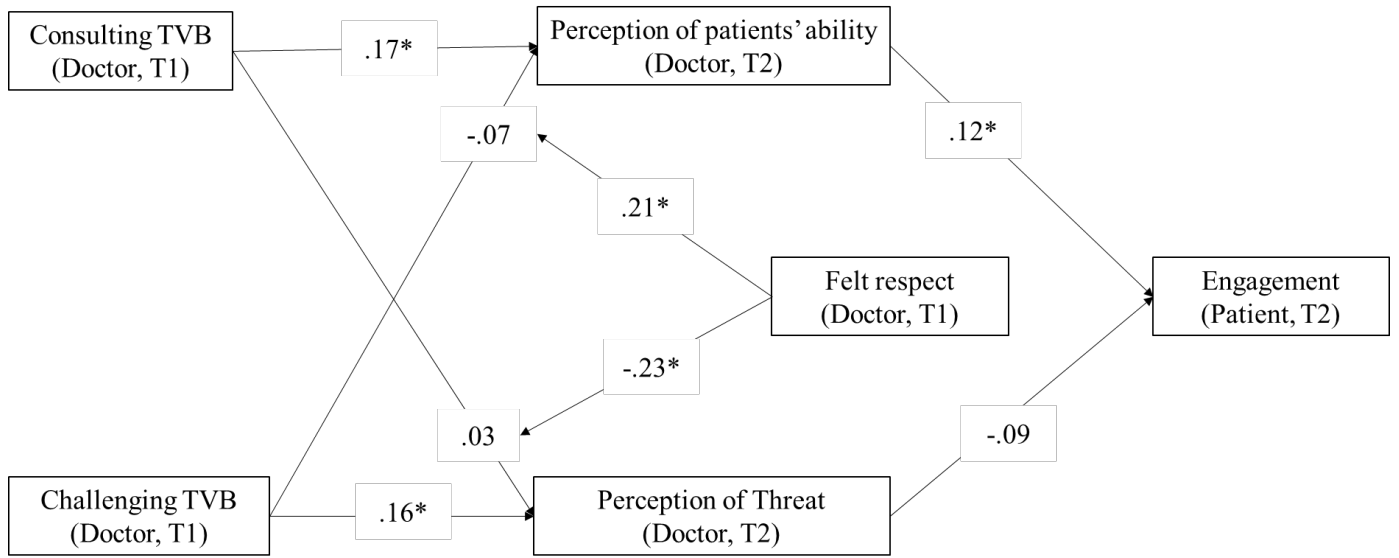 Consulting TVB
(Doctor, T1)
.17*
Perception of patients' ability
(Doctor, T2)
-.07
.12*
.21*
Felt respect
(Doctor, T1)
Engagement
(Patient, T2)
-.23*
.03
-.09
Challenging TVB
(Doctor, T1)
.16*
Perception of Threat
(Doctor, T2)